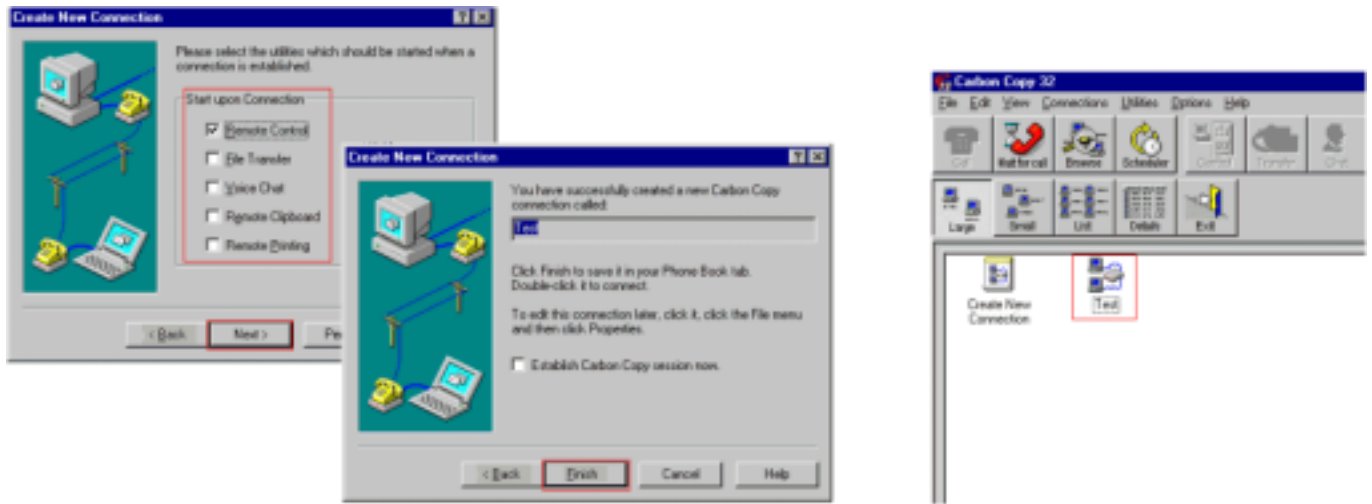 Create New Connection
Please select the utilities which should be started when a
connection is established.
Start upon Connection
Remote Control
File Transfer
Voice Chat
Remote Clipboard
Remote Printing
< Back
Next >
Create New Connection
You have successfully created a new Carbon Copy
connection called:
Test
Click Finish to save it in your Phone Book tab.
Double-click it to connect.
To edit this connection later, click it, click the File menu
and then click Properties.
Establish Carbon Copy session now.
< Back
Finish
Cancel
Help
Carbon Copy 32
File Edit View Connections Utilities Options Help
Call Wait for call Browse Scheduler Control Transfer Chat
Large Small List Details Exit
Create New
Connection
Test